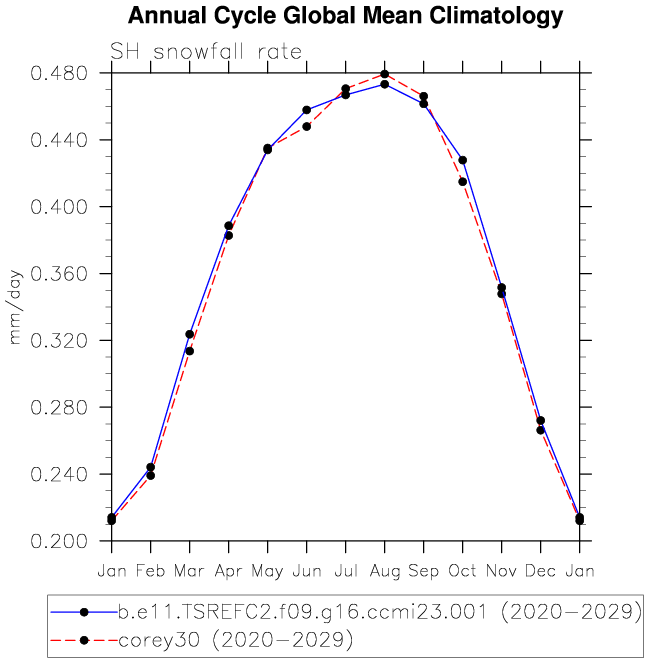 Annual Cycle Global Mean Climatology
SH snowfall rate
0.480
0.440
0.400
0.360
0.320
0.280
0.240
0.200
mm/day
Jan Feb Mar Apr May Jun Jul Aug Sep Oct Nov Dec Jan
b.e11.TSREFC2.f09.g16.ccmi23.001 (2020-2029)
corey30 (2020-2029)